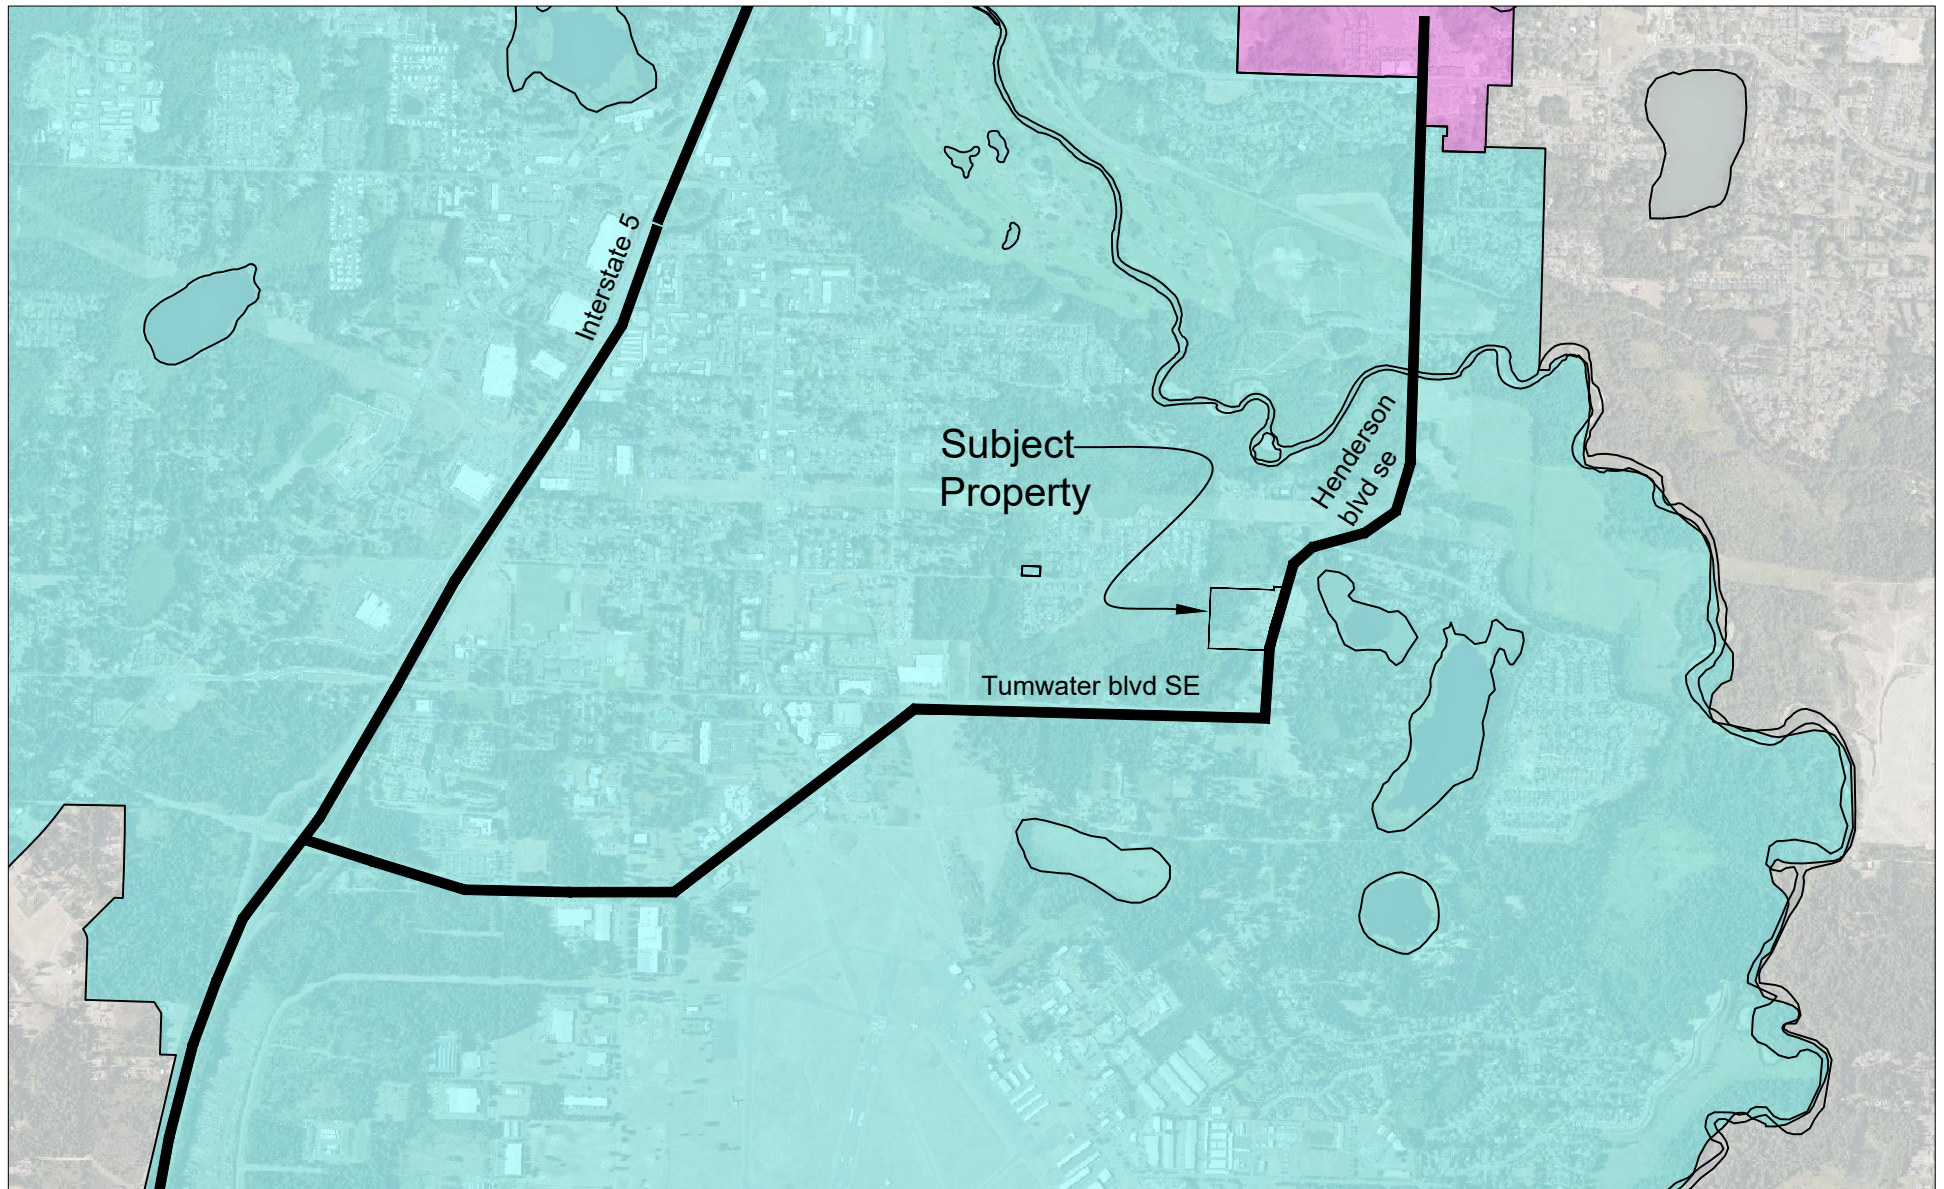 Interstate 5
Subject
Property
Henderson
blvd se
Tumwater blvd SE